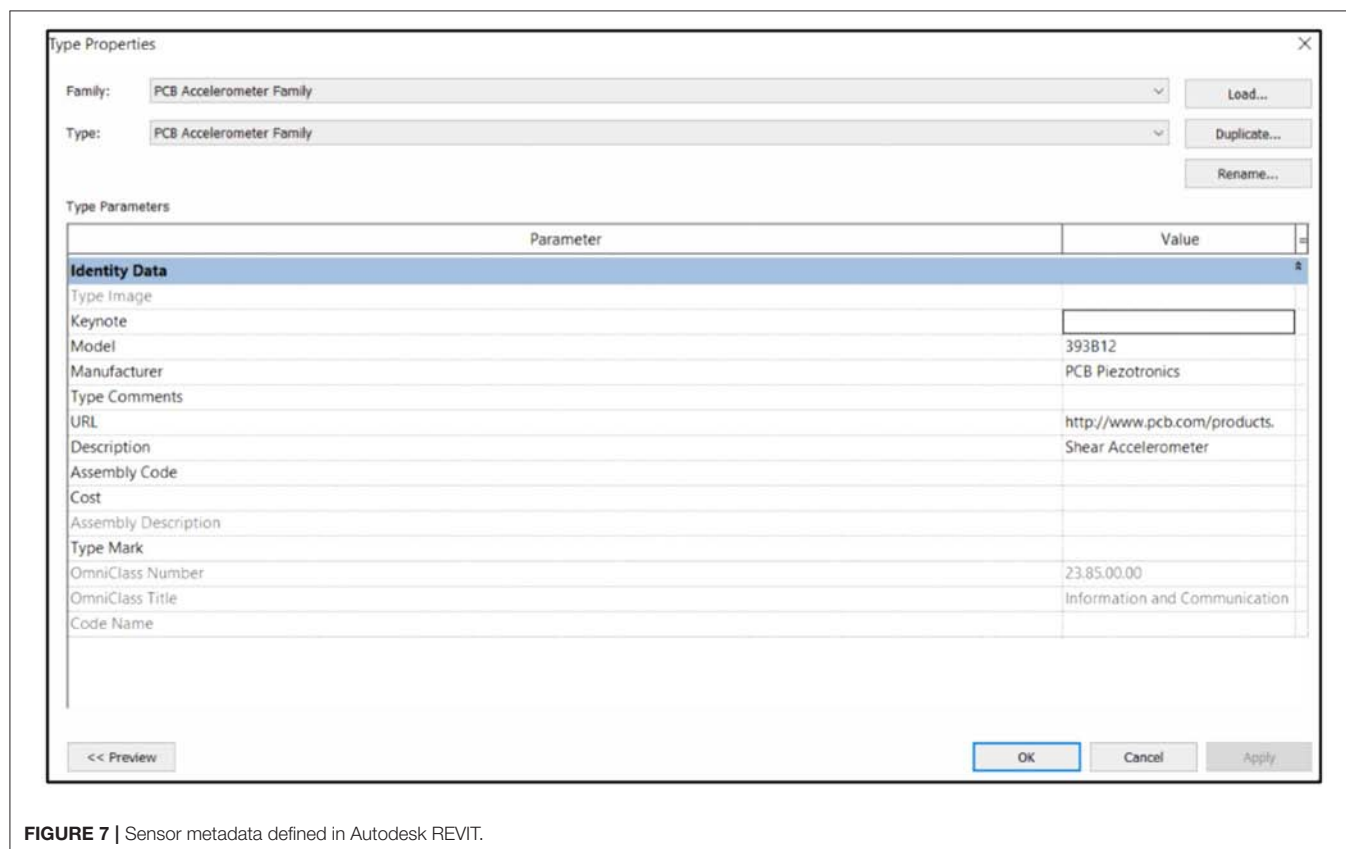 Type Properties
Family: PCB Accelerometer Family Load...
Type: PCB Accelerometer Family Duplicate...
Rename...
Type Parameters
Parameter Value =
Identity Data
Type Image
Keynote
Model 393B12
Manufacturer PCB Piezotronics
Type Comments
URL http://www.pcb.com/products.
Description Shear Accelerometer
Assembly Code
Cost
Assembly Description
Type Mark
OmniClass Number 23.85.00.00
OmniClass Title Information and Communication
Code Name
<< Preview OK Cancel Apply
FIGURE 7 | Sensor metadata defined in Autodesk REVIT.